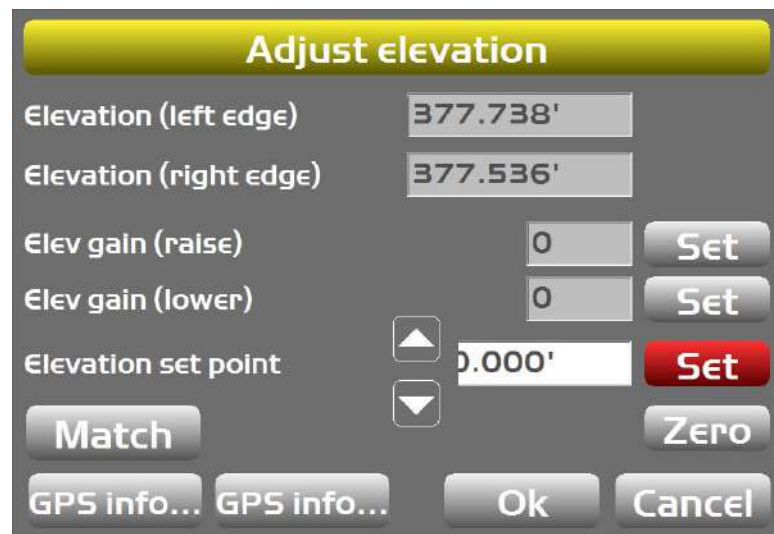 Adjust elevation
Elevation (left edge) 377.738'
Elevation (right edge) 377.536'
Elev gain (raise) 0 Set
Elev gain (lower) 0 Set
Elevation set point 0.000' Set
Match Zero
GPS info... GPS info... Ok Cancel